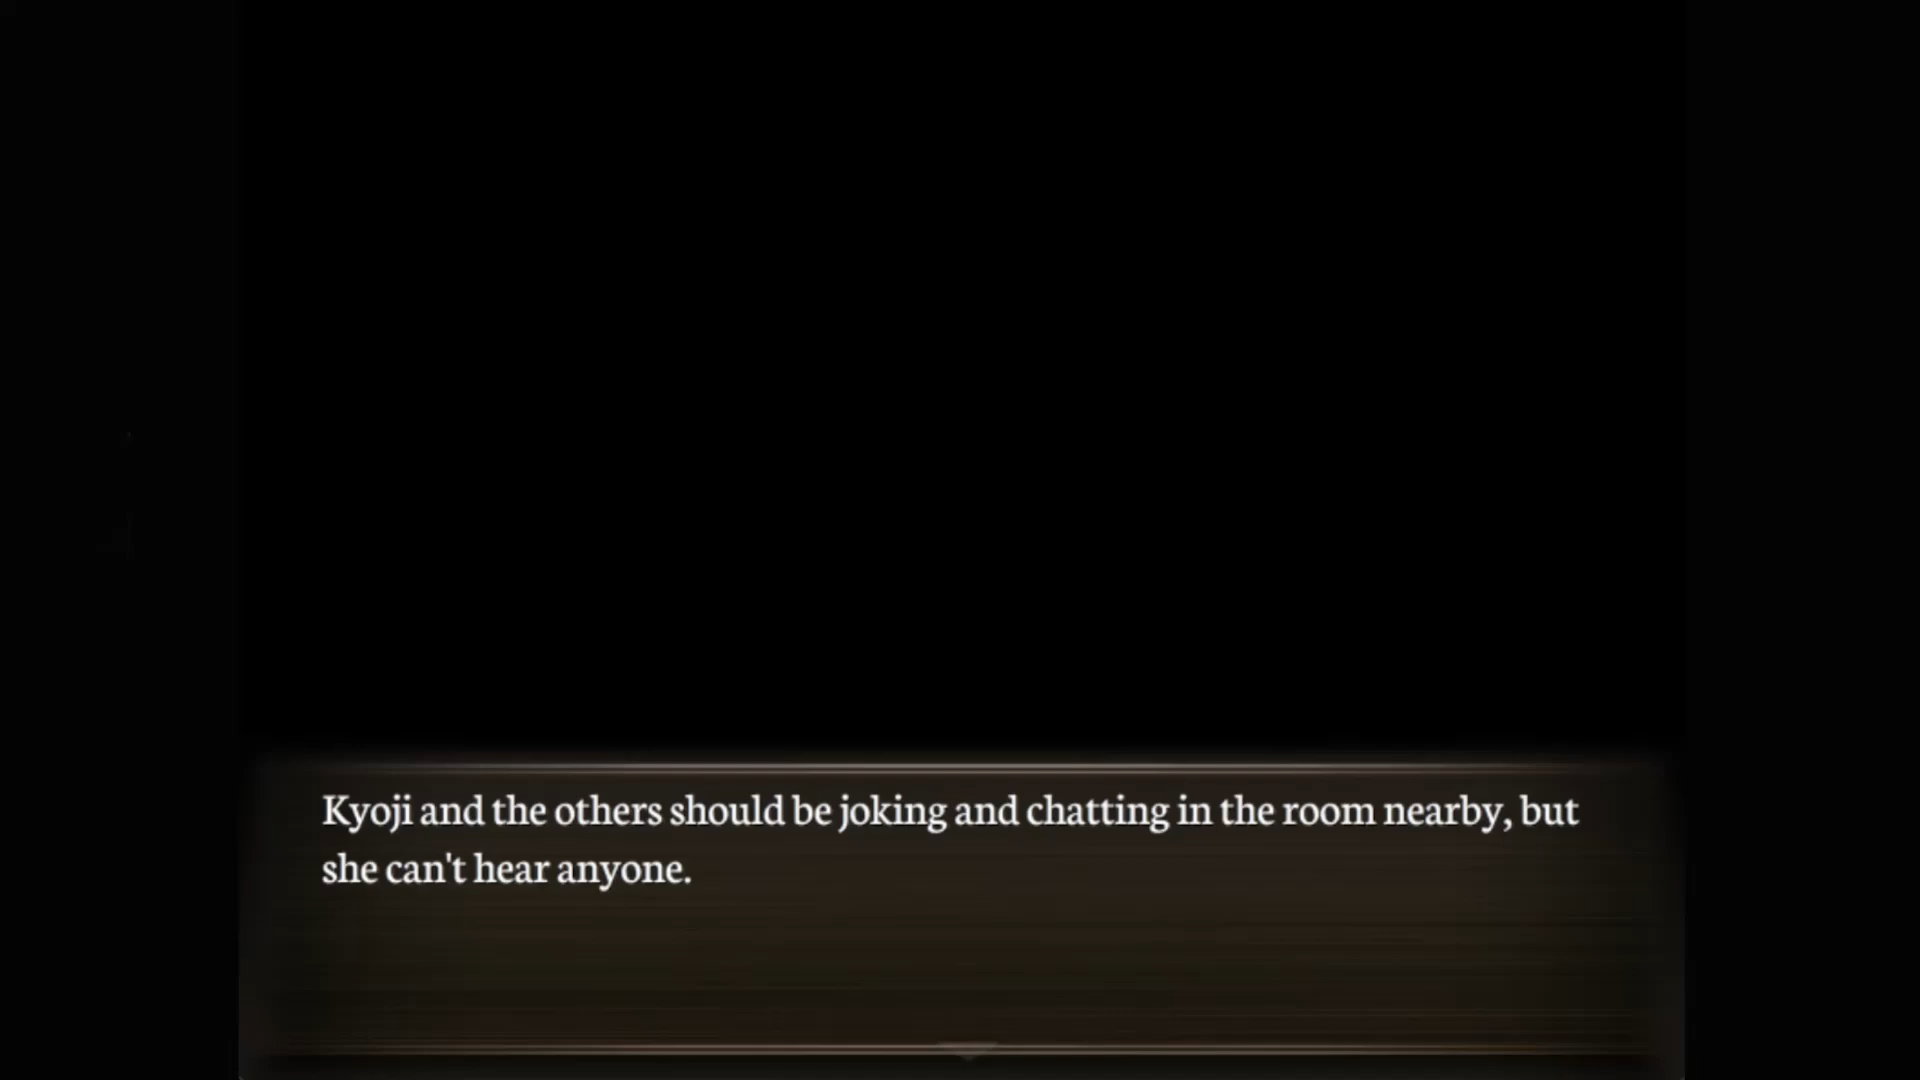 Kyoji and the others should be joking and chatting in the room nearby, but
she can't hear anyone.